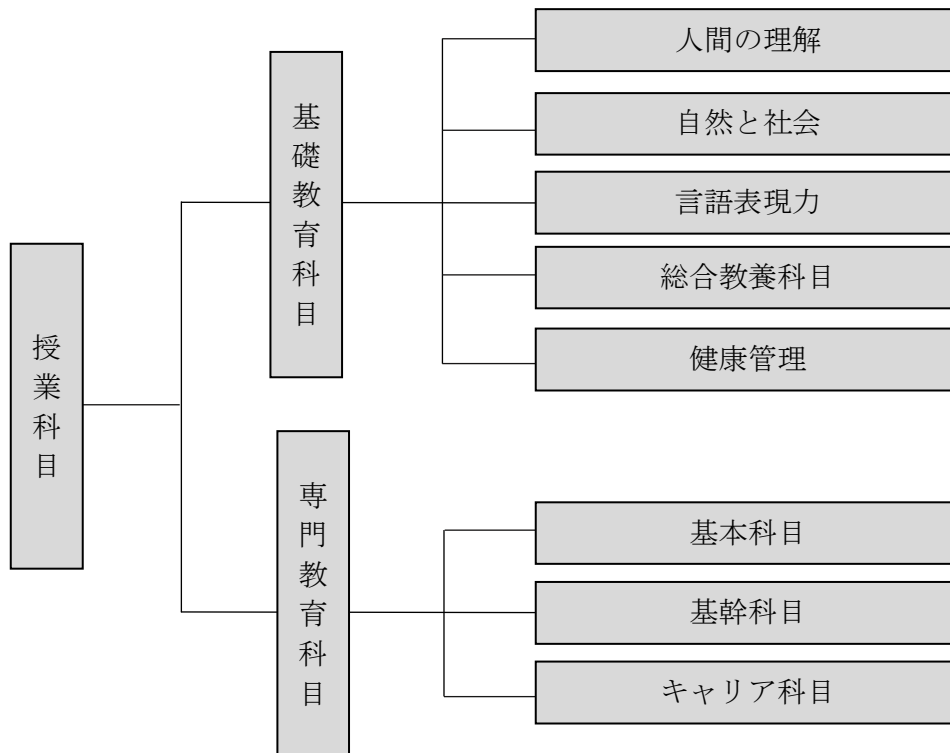 授業科目
基礎教育科目
人間の理解
自然と社会
言語表現力
総合教養科目
健康管理
専門教育科目
基本科目
基幹科目
キャリア科目